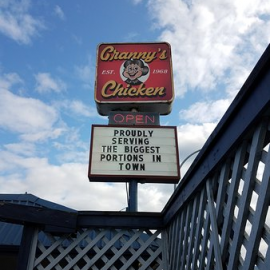 Granny's
EST. 1968
Chicken
OPEN
PROUDLY
SERVING
THE BIGGEST
PORTIONS IN
TOWN